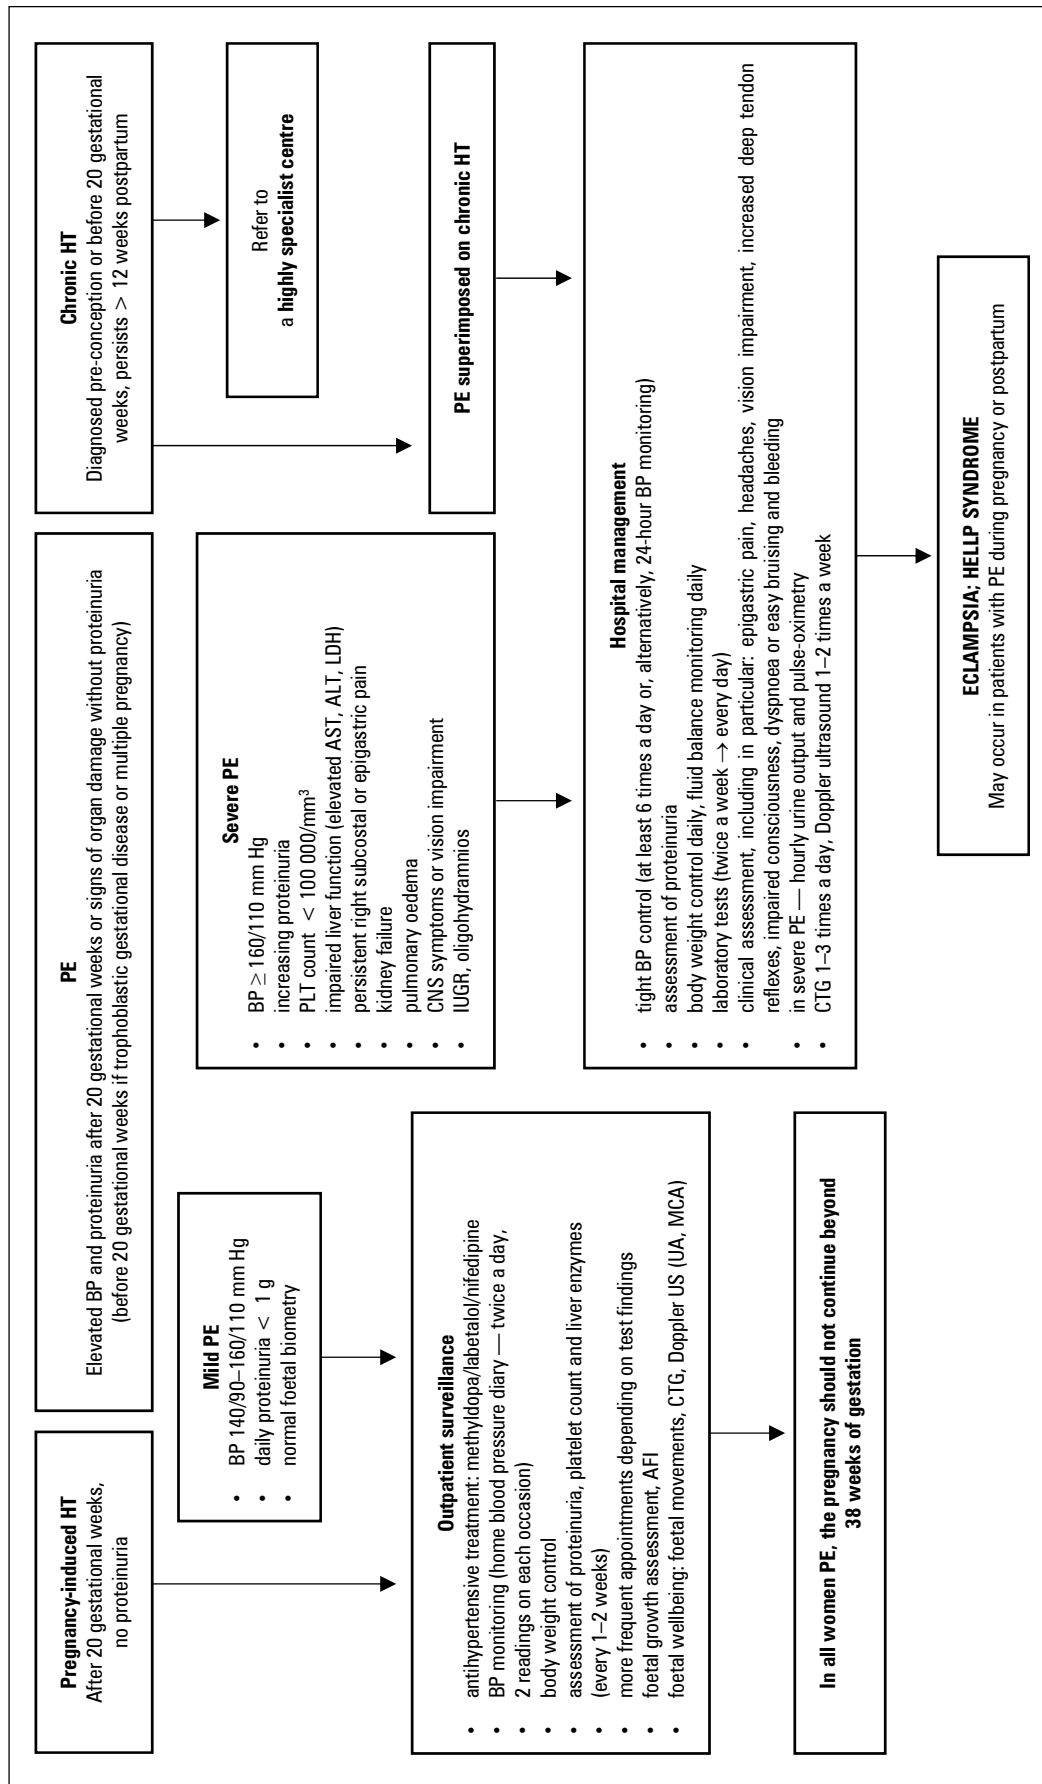 Pregnancy-induced HT
After 20 gestational weeks,
no proteinuria
PE
Elevated BP and proteinuria after 20 gestational weeks or signs of organ damage without proteinuria
(before 20 gestational weeks if trophoblastic gestational disease or multiple pregnancy)
Chronic HT
Diagnosed pre-conception or before 20 gestational
weeks, persists > 12 weeks postpartum
Mild PE
• BP 140/90–160/110 mm Hg
• daily proteinuria < 1 g
• normal foetal biometry
Severe PE
• BP ≥ 160/110 mm Hg
• increasing proteinuria
• PLT count < 100 000/mm³
• impaired liver function (elevated AST, ALT, LDH)
• persistent right subcostal or epigastric pain
• kidney failure
• pulmonary oedema
• CNS symptoms or vision impairment
• IUGR, oligohydramnios
Refer to
a highly specialist centre
PE superimposed on chronic HT
Outpatient surveillance
• antihypertensive treatment: methyldopa/labetalol/nifedipine
• BP monitoring (home blood pressure diary — twice a day,
2 readings on each occasion)
• body weight control
• assessment of proteinuria, platelet count and liver enzymes
(every 1–2 weeks)
• more frequent appointments depending on test findings
• foetal growth assessment, AFI
• foetal wellbeing: foetal movements, CTG, Doppler US (UA, MCA)
Hospital management
• tight BP control (at least 6 times a day or, alternatively, 24-hour BP monitoring)
• assessment of proteinuria
• body weight control daily, fluid balance monitoring daily
• laboratory tests (twice a week → every day)
• clinical assessment, including in particular: epigastric pain, headaches, vision impairment, increased deep tendon
reflexes, impaired consciousness, dyspnoea or easy bruising and bleeding
• in severe PE — hourly urine output and pulse-oximetry
• CTG 1–3 times a day, Doppler ultrasound 1–2 times a week
In all women PE, the pregnancy should not continue beyond
38 weeks of gestation
ECLAMPSIA; HELLP SYNDROME
May occur in patients with PE during pregnancy or postpartum